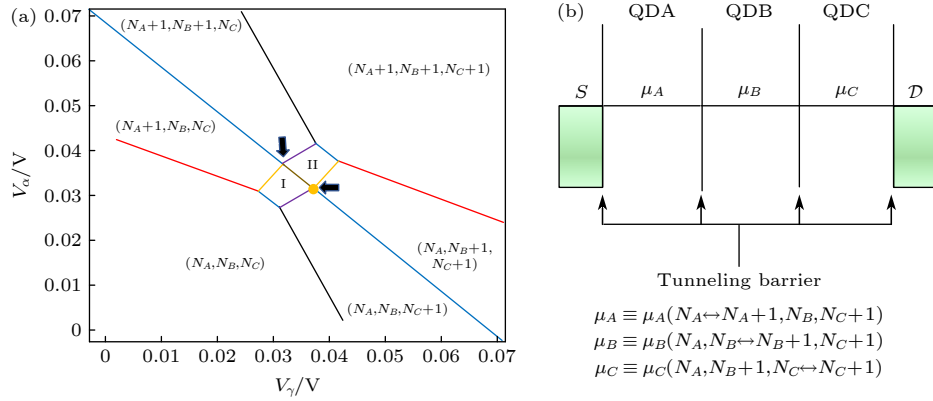 (a)
0.07
0.06
0.05
0.04
0.03
0.02
0.01
0
Vα/V
0
0.01
0.02
0.03
0.04
0.05
0.06
0.07
Vγ/V
(N_A+1,N_B+1,N_C)
(N_A+1,N_B+1,N_C+1)
(N_A+1,N_B,N_C)
II
I
(N_A,N_B,N_C)
(N_A,N_B+1,
N_C+1)
(N_A,N_B,N_C+1)
(b)
QDA QDB QDC
S μ_A μ_B μ_C D
Tunneling barrier
μ_A ≡ μ_A(N_A↔N_A+1,N_B,N_C+1)
μ_B ≡ μ_B(N_A,N_B↔N_B+1,N_C+1)
μ_C ≡ μ_C(N_A,N_B+1,N_C↔N_C+1)